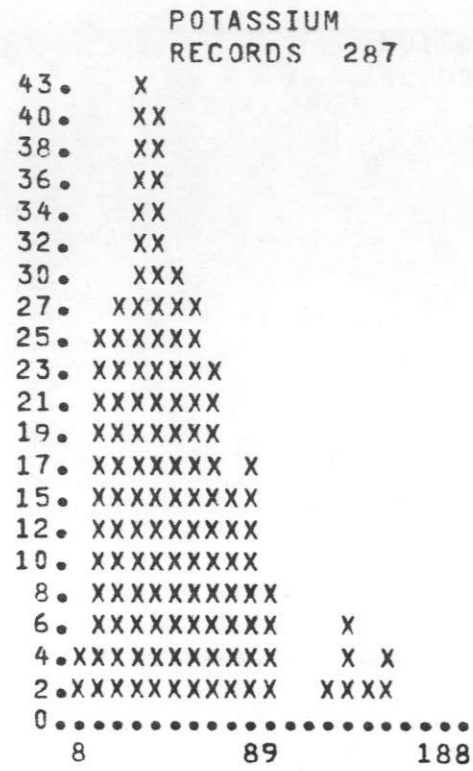 POTASSIUM
RECORDS  287
43.    X
40.    XX
38.    XX
36.    XX
34.    XX
32.    XX
30.    XXX
27.   XXXXX
25.  XXXXXX
23.  XXXXXXX
21.  XXXXXXX
19.  XXXXXXX
17.  XXXXXXX X
15.  XXXXXXXXX
12.  XXXXXXXXX
10.  XXXXXXXXX
8.  XXXXXXXXXX
6.  XXXXXXXXXX    X
4.XXXXXXXXXXX    X X
2.XXXXXXXXXXX   XXXX
0.......................
8         89        188